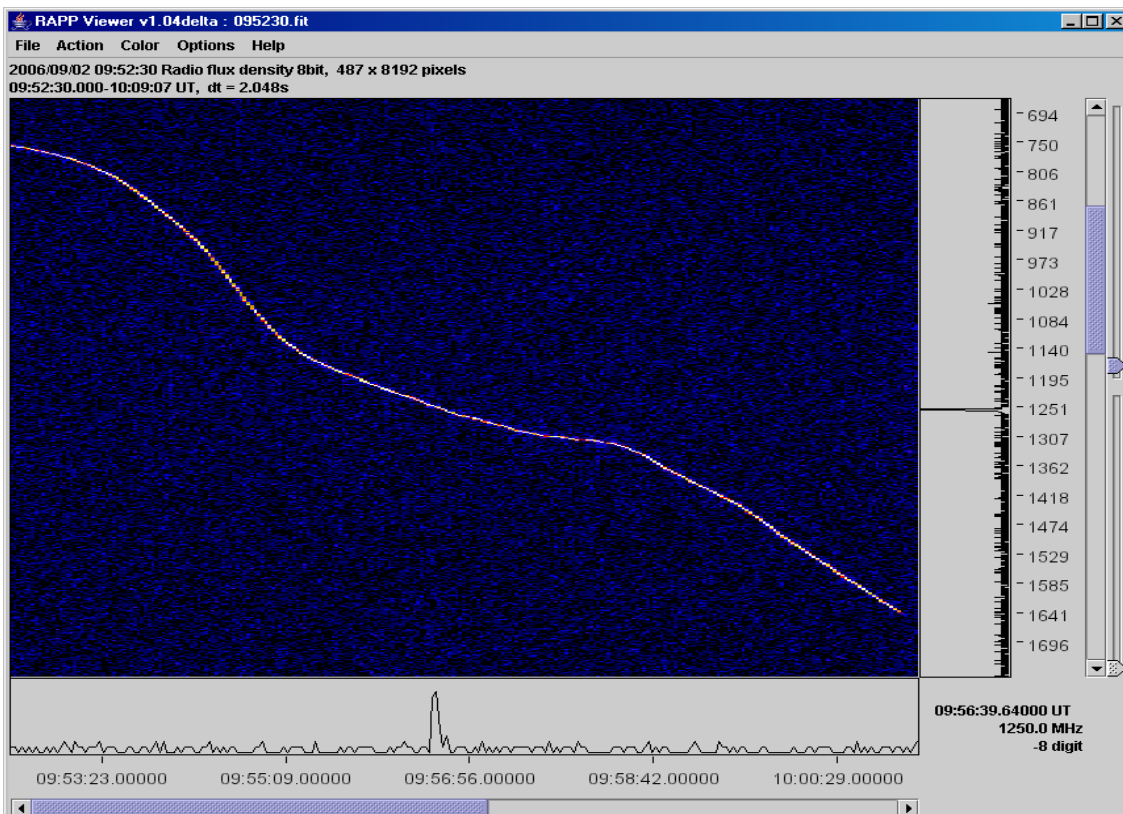 RAPP Viewer v1.04delta : 095230.fit
File Action Color Options Help
2006/09/02 09:52:30 Radio flux density 8bit, 487 x 8192 pixels
09:52:30.000-10:09:07 UT, dt = 2.048s
694
750
806
861
917
973
1028
1084
1140
1195
1251
1307
1362
1418
1474
1529
1585
1641
1696
09:56:39.64000 UT
1250.0 MHz
-8 digit
09:53:23.00000 09:55:09.00000 09:56:56.00000 09:58:42.00000 10:00:29.00000